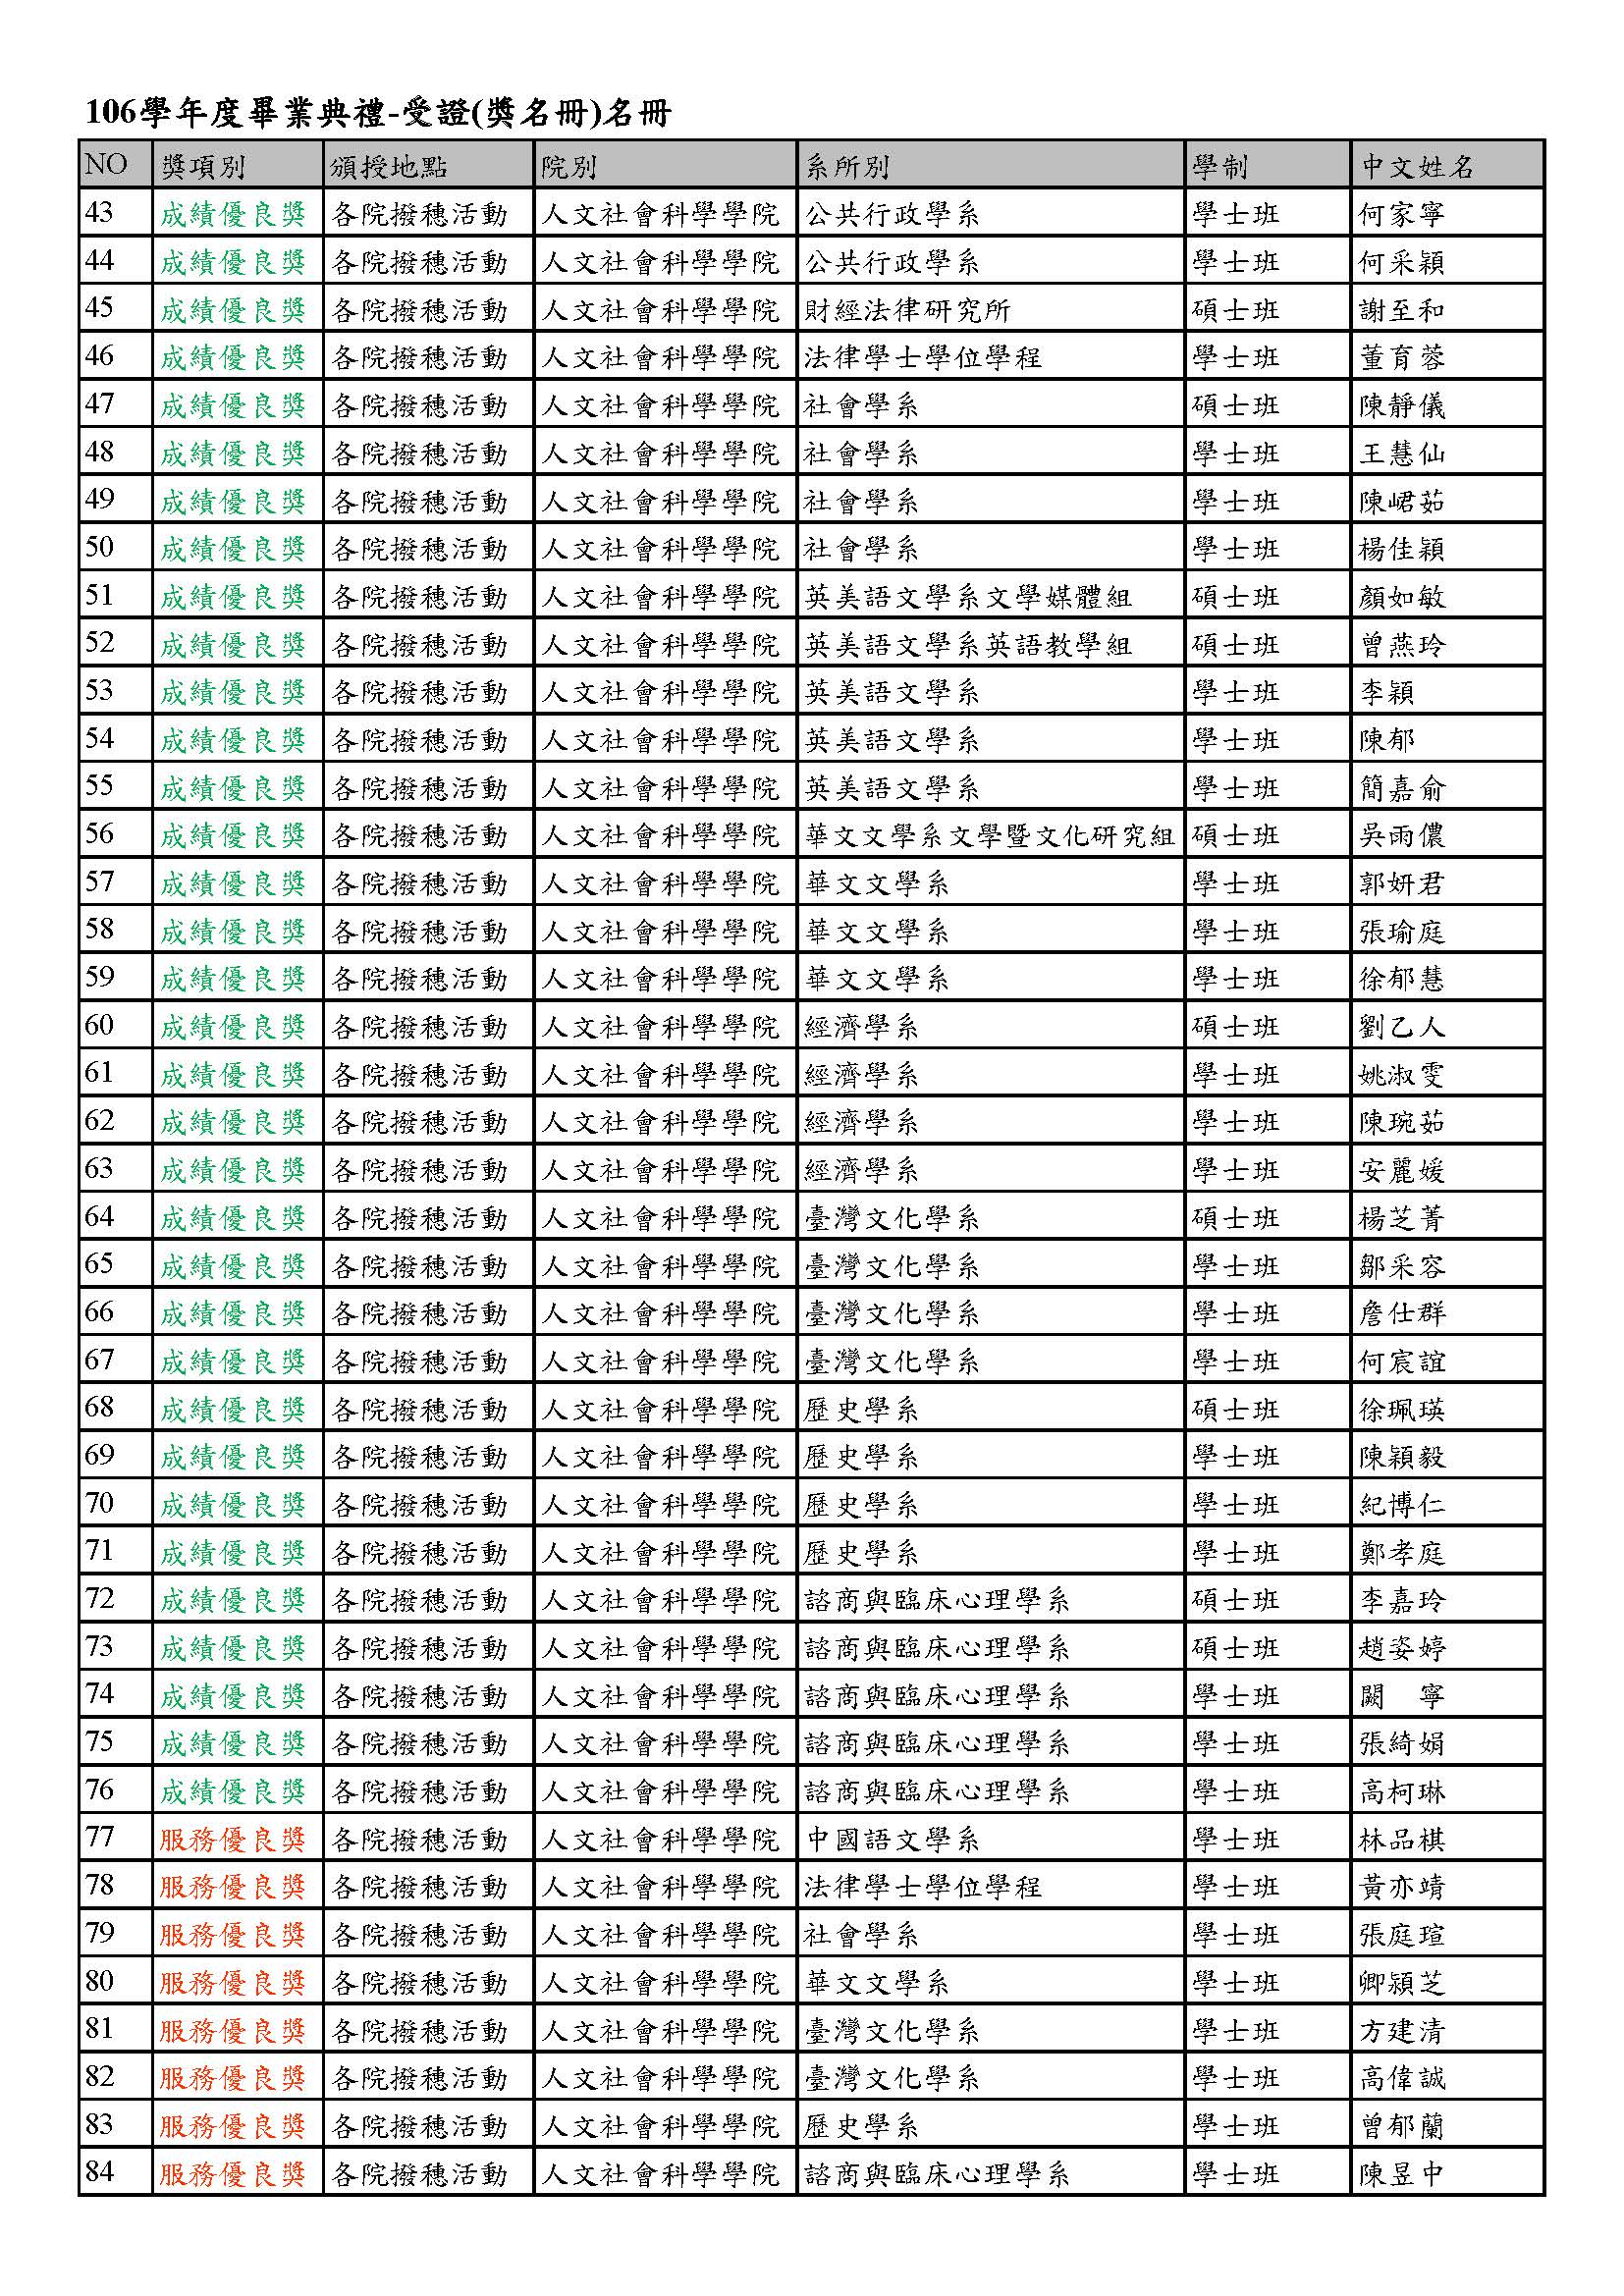 106學年度畢業典禮-受證(獎名冊)名冊
NO 獎項別 頒授地點 院別 系所別 學制 中文姓名
43 成績優良獎 各院撥穗活動 人文社會科學學院 公共行政學系 學士班 何家寧
44 成績優良獎 各院撥穗活動 人文社會科學學院 公共行政學系 學士班 何采穎
45 成績優良獎 各院撥穗活動 人文社會科學學院 財經法律研究所 碩士班 謝至和
46 成績優良獎 各院撥穗活動 人文社會科學學院 法律學士學位學程 學士班 董育蓉
47 成績優良獎 各院撥穗活動 人文社會科學學院 社會學系 碩士班 陳靜儀
48 成績優良獎 各院撥穗活動 人文社會科學學院 社會學系 學士班 王慧仙
49 成績優良獎 各院撥穗活動 人文社會科學學院 社會學系 學士班 陳峮茹
50 成績優良獎 各院撥穗活動 人文社會科學學院 社會學系 學士班 楊佳穎
51 成績優良獎 各院撥穗活動 人文社會科學學院 英美語文學系文學媒體組 碩士班 顏如敏
52 成績優良獎 各院撥穗活動 人文社會科學學院 英美語文學系英語教學組 碩士班 曾燕玲
53 成績優良獎 各院撥穗活動 人文社會科學學院 英美語文學系 學士班 李穎
54 成績優良獎 各院撥穗活動 人文社會科學學院 英美語文學系 學士班 陳郁
55 成績優良獎 各院撥穗活動 人文社會科學學院 英美語文學系 學士班 簡嘉俞
56 成績優良獎 各院撥穗活動 人文社會科學學院 華文文學系文學暨文化研究組 碩士班 吳雨儂
57 成績優良獎 各院撥穗活動 人文社會科學學院 華文文學系 學士班 郭妍君
58 成績優良獎 各院撥穗活動 人文社會科學學院 華文文學系 學士班 張瑜庭
59 成績優良獎 各院撥穗活動 人文社會科學學院 華文文學系 學士班 徐郁慧
60 成績優良獎 各院撥穗活動 人文社會科學學院 經濟學系 碩士班 劉乙人
61 成績優良獎 各院撥穗活動 人文社會科學學院 經濟學系 學士班 姚淑雯
62 成績優良獎 各院撥穗活動 人文社會科學學院 經濟學系 學士班 陳琬茹
63 成績優良獎 各院撥穗活動 人文社會科學學院 經濟學系 學士班 安麗媛
64 成績優良獎 各院撥穗活動 人文社會科學學院 臺灣文化學系 碩士班 楊芝菁
65 成績優良獎 各院撥穗活動 人文社會科學學院 臺灣文化學系 學士班 鄒采容
66 成績優良獎 各院撥穗活動 人文社會科學學院 臺灣文化學系 學士班 詹仕群
67 成績優良獎 各院撥穗活動 人文社會科學學院 臺灣文化學系 學士班 何宸誼
68 成績優良獎 各院撥穗活動 人文社會科學學院 歷史學系 碩士班 徐珮瑛
69 成績優良獎 各院撥穗活動 人文社會科學學院 歷史學系 學士班 陳穎毅
70 成績優良獎 各院撥穗活動 人文社會科學學院 歷史學系 學士班 紀博仁
71 成績優良獎 各院撥穗活動 人文社會科學學院 歷史學系 學士班 鄭孝庭
72 成績優良獎 各院撥穗活動 人文社會科學學院 諮商與臨床心理學系 碩士班 李嘉玲
73 成績優良獎 各院撥穗活動 人文社會科學學院 諮商與臨床心理學系 碩士班 趙姿婷
74 成績優良獎 各院撥穗活動 人文社會科學學院 諮商與臨床心理學系 學士班 闕　寧
75 成績優良獎 各院撥穗活動 人文社會科學學院 諮商與臨床心理學系 學士班 張綺娟
76 成績優良獎 各院撥穗活動 人文社會科學學院 諮商與臨床心理學系 學士班 高柯琳
77 服務優良獎 各院撥穗活動 人文社會科學學院 中國語文學系 學士班 林品祺
78 服務優良獎 各院撥穗活動 人文社會科學學院 法律學士學位學程 學士班 黃亦靖
79 服務優良獎 各院撥穗活動 人文社會科學學院 社會學系 學士班 張庭瑄
80 服務優良獎 各院撥穗活動 人文社會科學學院 華文文學系 學士班 卿潁芝
81 服務優良獎 各院撥穗活動 人文社會科學學院 臺灣文化學系 學士班 方建清
82 服務優良獎 各院撥穗活動 人文社會科學學院 臺灣文化學系 學士班 高偉誠
83 服務優良獎 各院撥穗活動 人文社會科學學院 歷史學系 學士班 曾郁蘭
84 服務優良獎 各院撥穗活動 人文社會科學學院 諮商與臨床心理學系 學士班 陳昱中